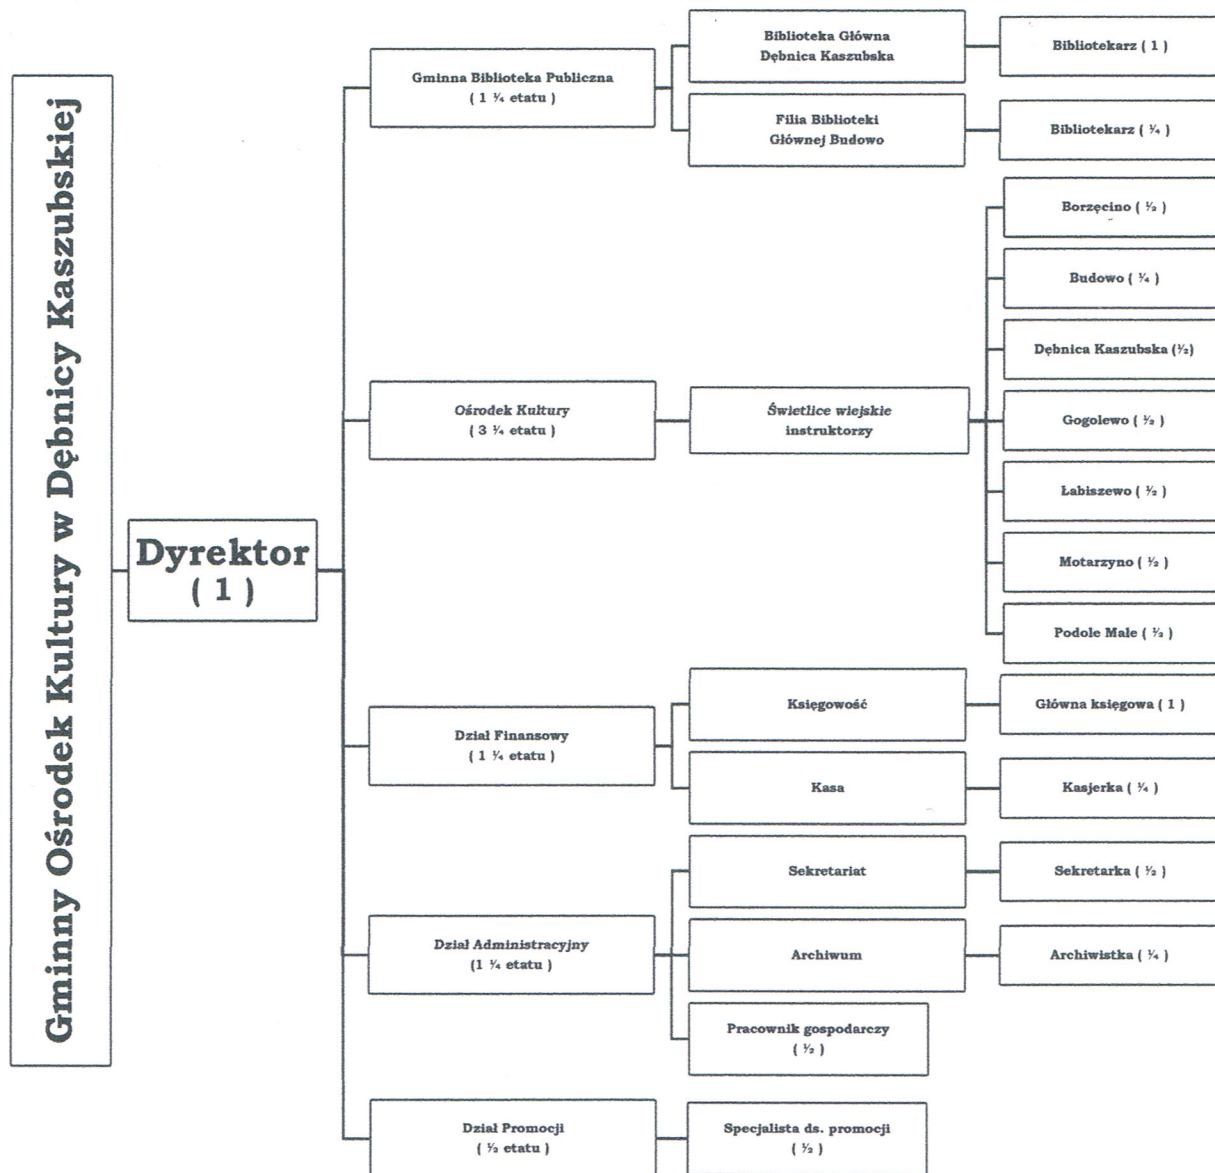 Gminny Ośrodek Kultury w Dębnicy Kaszubskiej
Dyrektor
( 1 )
Gminna Biblioteka Publiczna
( 1 ¼ etatu )
Biblioteka Główna
Dębnica Kaszubska
Bibliotekarz ( 1 )
Filia Biblioteki
Głównej Budowo
Bibliotekarz ( ¼ )
Ośrodek Kultury
( 3 ¼ etatu )
Świetlice wiejskie
instruktorzy
Borzęcino ( ½ )
Budowo ( ¼ )
Dębnica Kaszubska (½)
Gogolewo ( ½ )
Łabiszewo ( ½ )
Motarzyno ( ½ )
Podole Małe ( ½ )
Dział Finansowy
( 1 ¼ etatu )
Księgowość
Główna księgowa ( 1 )
Kasa
Kasjerka ( ¼ )
Dział Administracyjny
(1 ¼ etatu )
Sekretariat
Sekretarka ( ½ )
Archiwum
Archiwistka ( ¼ )
Pracownik gospodarczy
( ½ )
Dział Promocji
( ½ etatu )
Specjalista ds. promocji
( ½ )